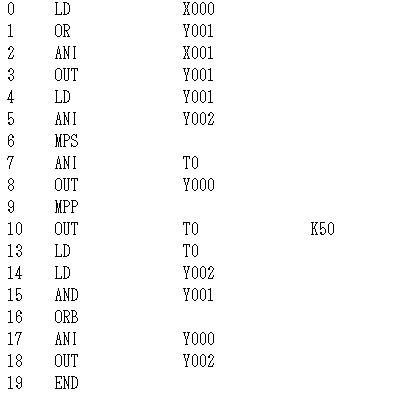 0 LD X000
1 OR Y001
2 ANI X001
3 OUT Y001
4 LD Y001
5 ANI Y002
6 MPS
7 ANI T0
8 OUT Y000
9 MPP
10 OUT T0 K50
13 LD T0
14 LD Y002
15 AND Y001
16 ORB
17 ANI Y000
18 OUT Y002
19 END